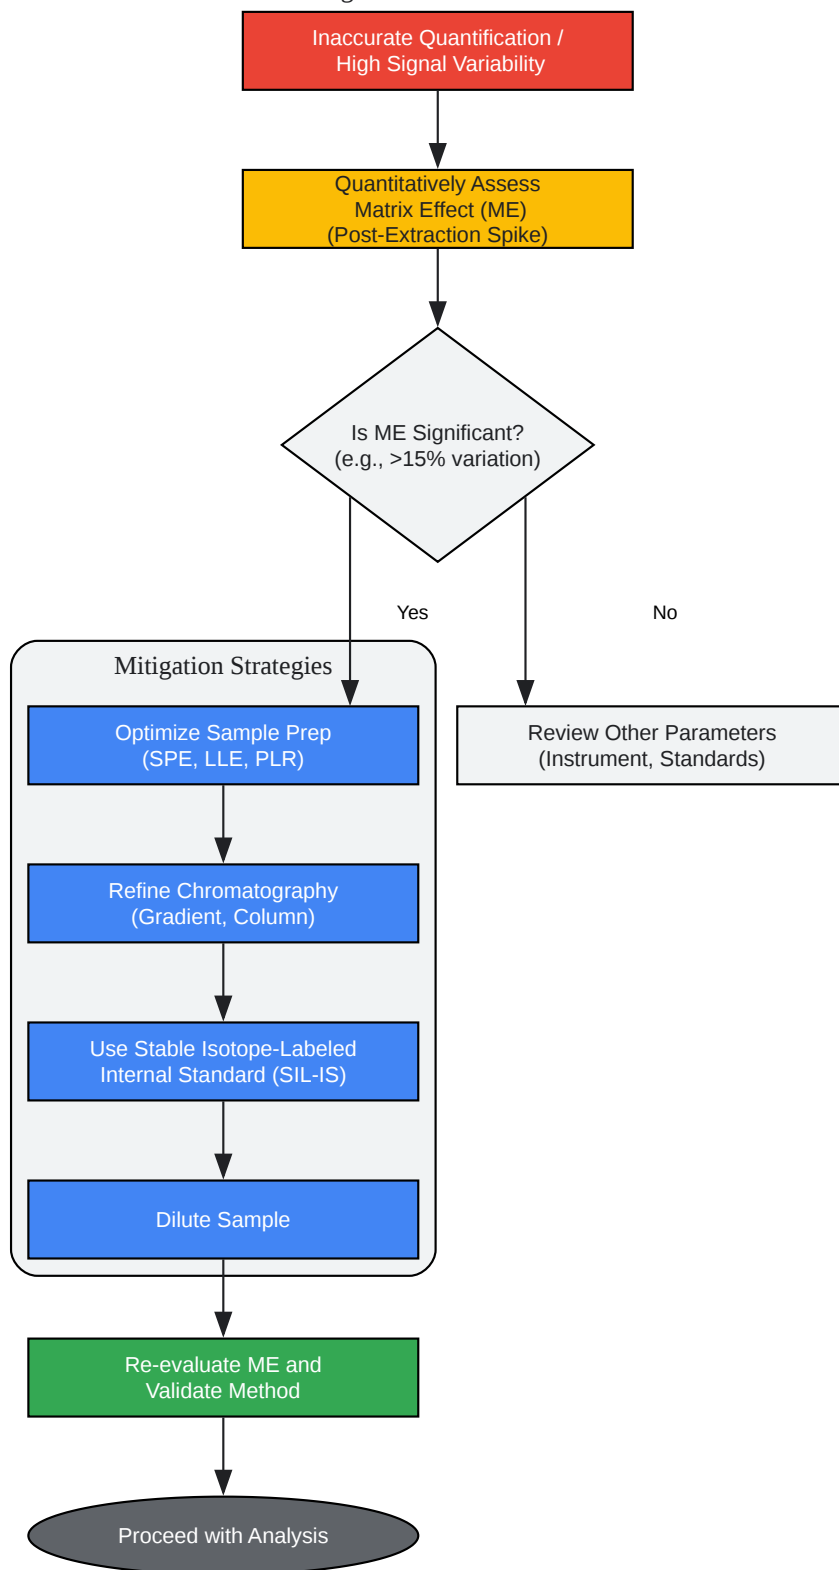 Inaccurate Quantification /
High Signal Variability
Quantitatively Assess
Matrix Effect (ME)
(Post-Extraction Spike)
Is ME Significant?
(e.g., >15% variation)
Yes
No
Mitigation Strategies
Optimize Sample Prep
(SPE, LLE, PLR)
Review Other Parameters
(Instrument, Standards)
Refine Chromatography
(Gradient, Column)
Use Stable Isotope-Labeled
Internal Standard (SIL-IS)
Dilute Sample
Re-evaluate ME and
Validate Method
Proceed with Analysis